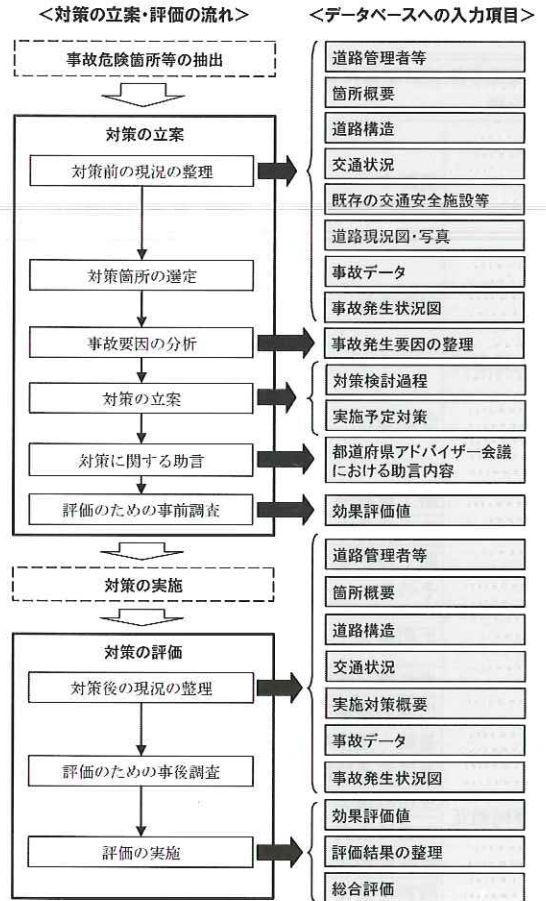 <対策の立案・評価の流れ>
<データベースへの入力項目>
事故危険箇所等の抽出
対策の立案
対策前の現況の整理
対策箇所の選定
事故要因の分析
対策の立案
対策に関する助言
評価のための事前調査
対策の実施
対策の評価
対策後の現況の整理
評価のための事後調査
評価の実施
道路管理者等
箇所概要
道路構造
交通状況
既存の交通安全施設等
道路現況図・写真
事故データ
事故発生状況図
事故発生要因の整理
対策検討過程
実施予定対策
都道府県アドバイザー会議
における助言内容
効果評価値
道路管理者等
箇所概要
道路構造
交通状況
実施対策概要
事故データ
事故発生状況図
効果評価値
評価結果の整理
総合評価